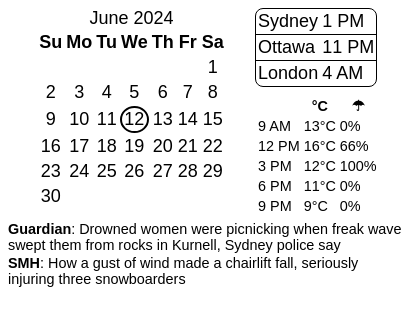 June 2024
Su Mo Tu We Th Fr Sa
1
2 3 4 5 6 7 8
9 10 11 12 13 14 15
16 17 18 19 20 21 22
23 24 25 26 27 28 29
30
Sydney 1 PM
Ottawa 11 PM
London 4 AM
°C ☂
9 AM 13°C 0%
12 PM 16°C 66%
3 PM 12°C 100%
6 PM 11°C 0%
9 PM 9°C 0%
Guardian: Drowned women were picnicking when freak wave
swept them from rocks in Kurnell, Sydney police say
SMH: How a gust of wind made a chairlift fall, seriously
injuring three snowboarders